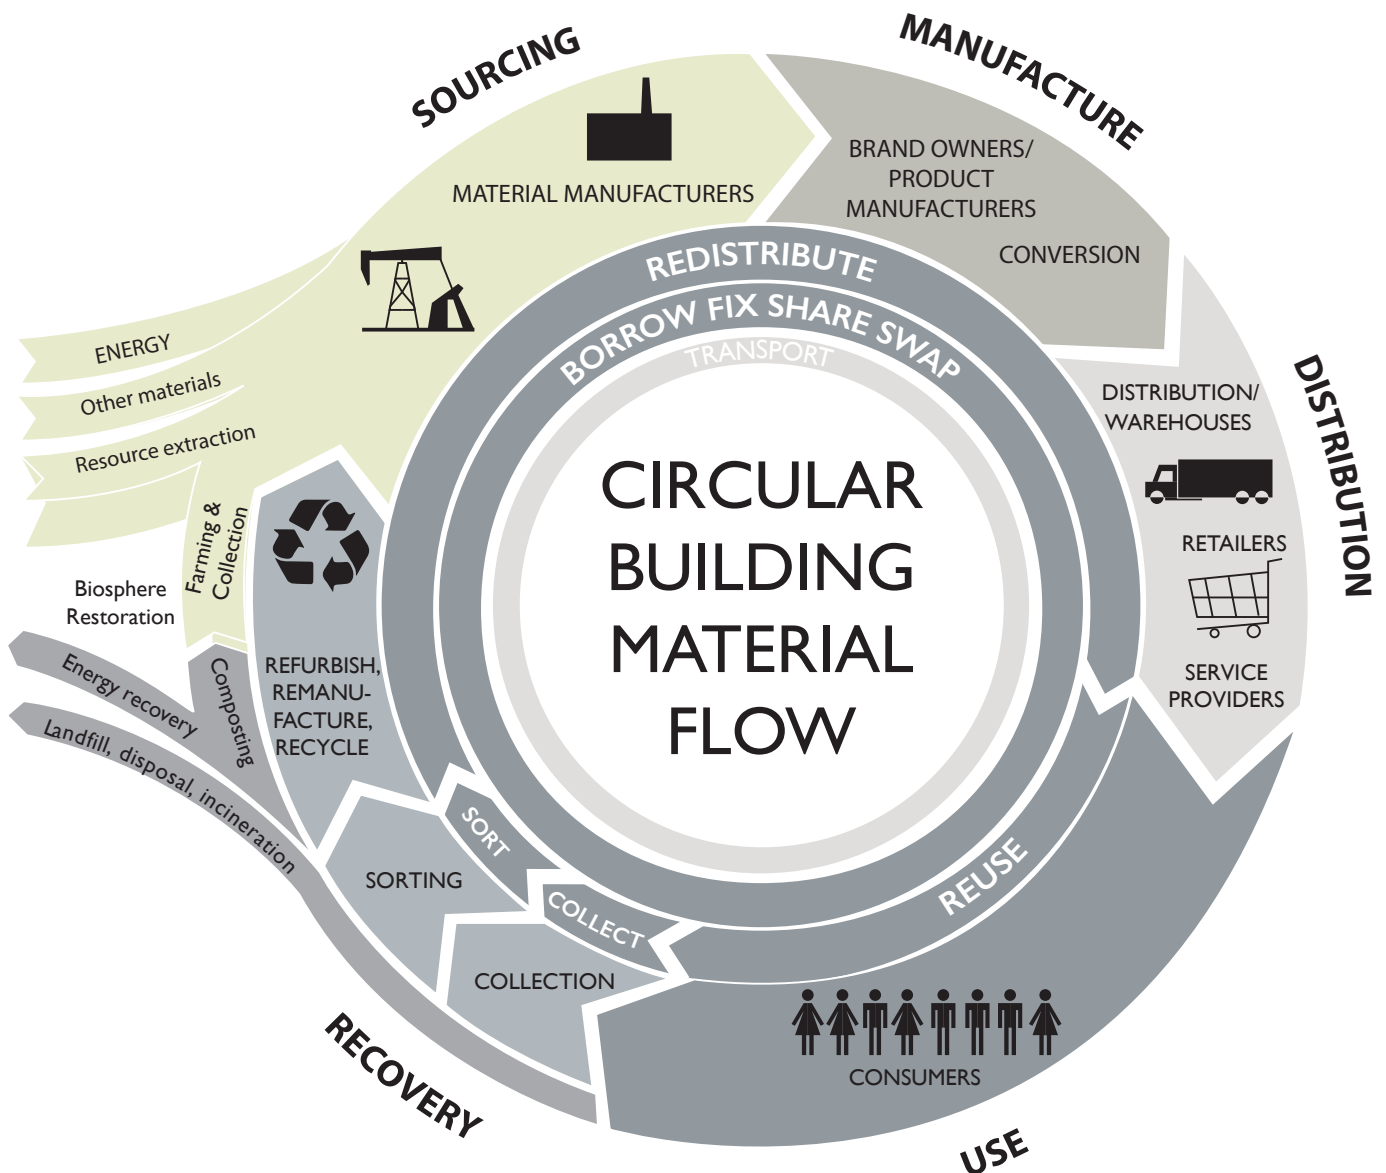 SOURCING
MANUFACTURE
DISTRIBUTION
USE
RECOVERY
MATERIAL MANUFACTURERS
BRAND OWNERS/
PRODUCT
MANUFACTURERS
CONVERSION
DISTRIBUTION/
WAREHOUSES
RETAILERS
SERVICE
PROVIDERS
CONSUMERS
COLLECTION
SORTING
REFURBISH,
REMANU-
FACTURE,
RECYCLE
ENERGY
Other materials
Resource extraction
Farming &
Collection
Biosphere
Restoration
Composting
Energy recovery
Landfill, disposal, incineration
REDISTRIBUTE
BORROW FIX SHARE SWAP
TRANSPORT
REUSE
COLLECT
SORT
CIRCULAR
BUILDING
MATERIAL
FLOW